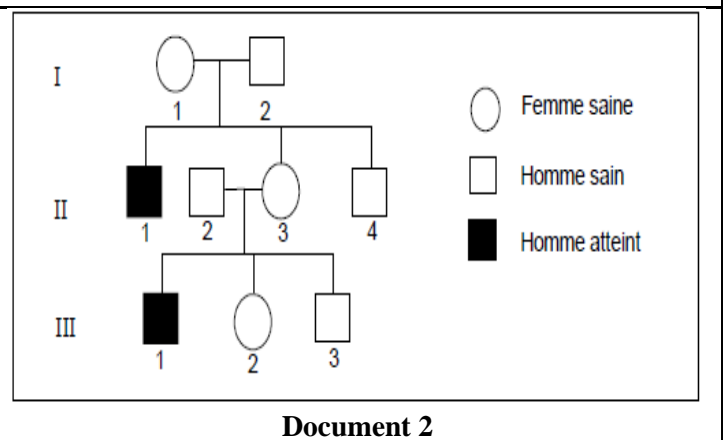 I
1 2
Femme saine
Homme sain
II
1 2 3 4
Homme atteint
III
1 2 3
Document 2